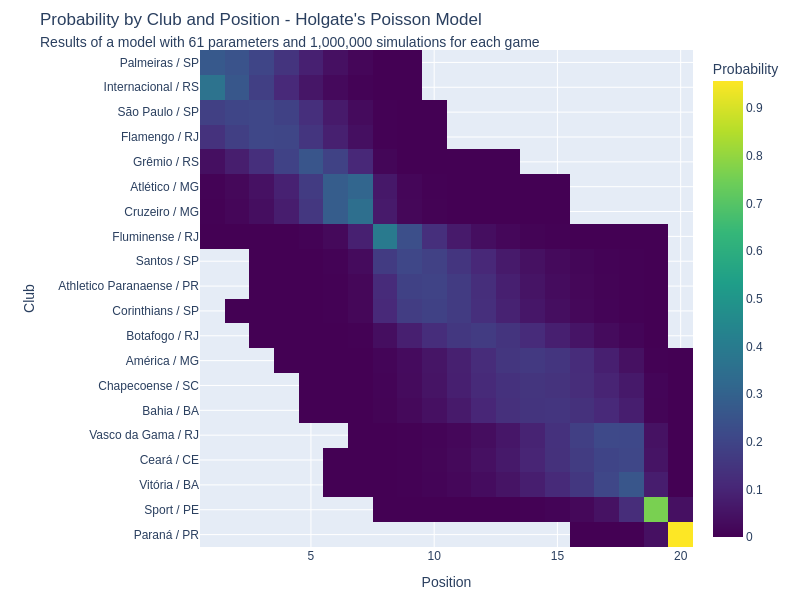 Probability by Club and Position - Holgate's Poisson Model
Results of a model with 61 parameters and 1,000,000 simulations for each game
Probability
Palmeiras / SP
Internacional / RS
São Paulo / SP
Flamengo / RJ
Grêmio / RS
Atlético / MG
Cruzeiro / MG
Fluminense / RJ
Santos / SP
Athletico Paranaense / PR
Corinthians / SP
Botafogo / RJ
América / MG
Chapecoense / SC
Bahia / BA
Vasco da Gama / RJ
Ceará / CE
Vitória / BA
Sport / PE
Paraná / PR
Club
5
10
15
20
Position
0.9
0.8
0.7
0.6
0.5
0.4
0.3
0.2
0.1
0